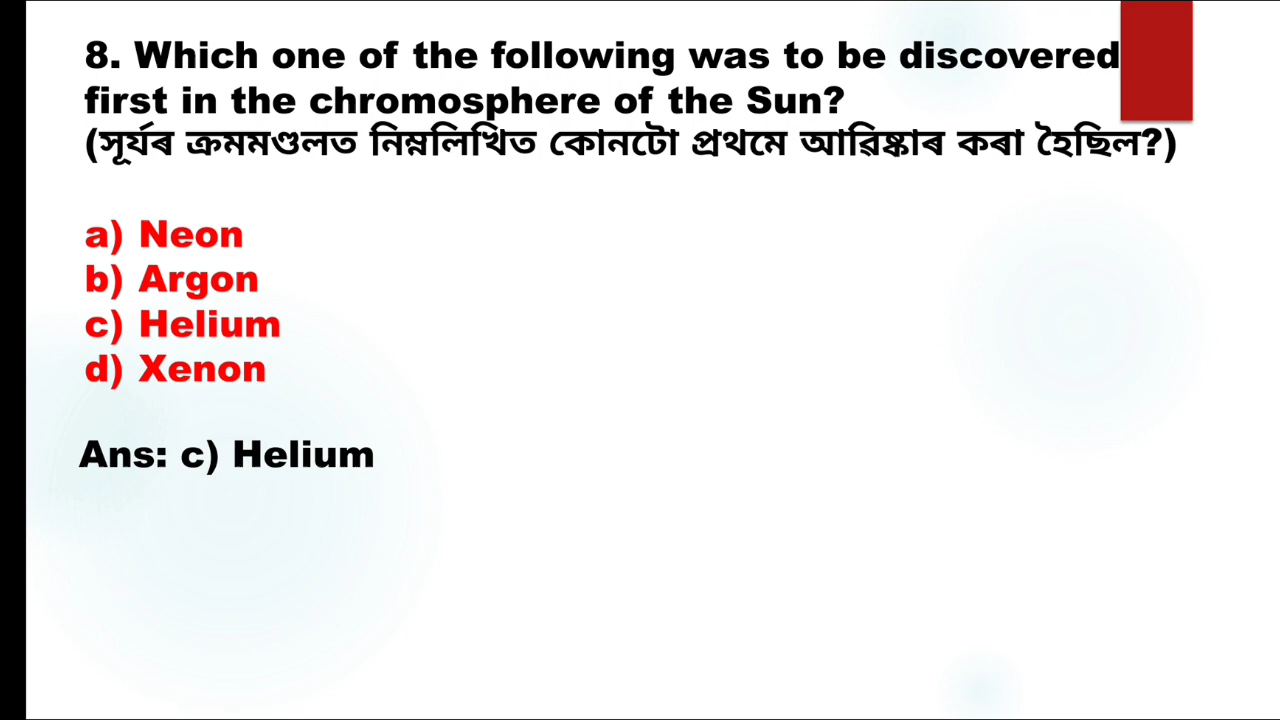 8. Which one of the following was to be discovered
first in the chromosphere of the Sun?
(সূৰ্যৰ ক্রমমণ্ডলত নিম্নলিখিত কোনটো প্ৰথমে আৱিষ্কাৰ কৰা হৈছিল?)
a) Neon
b) Argon
c) Helium
d) Xenon
Ans: c) Helium